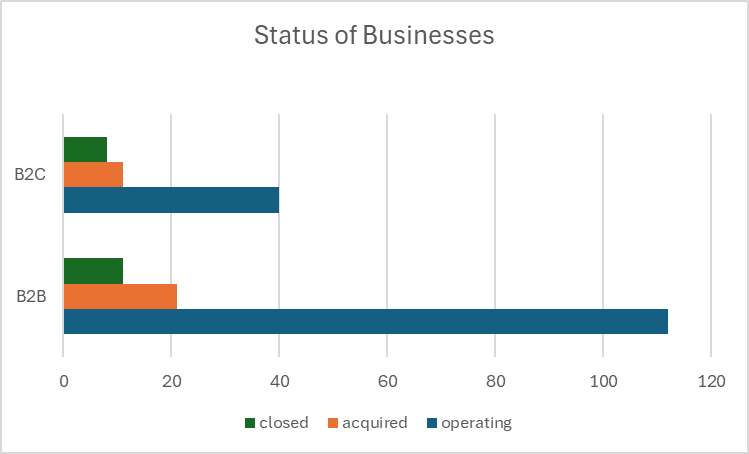 Status of Businesses
B2C
B2B
0 20 40 60 80 100 120
closed acquired operating